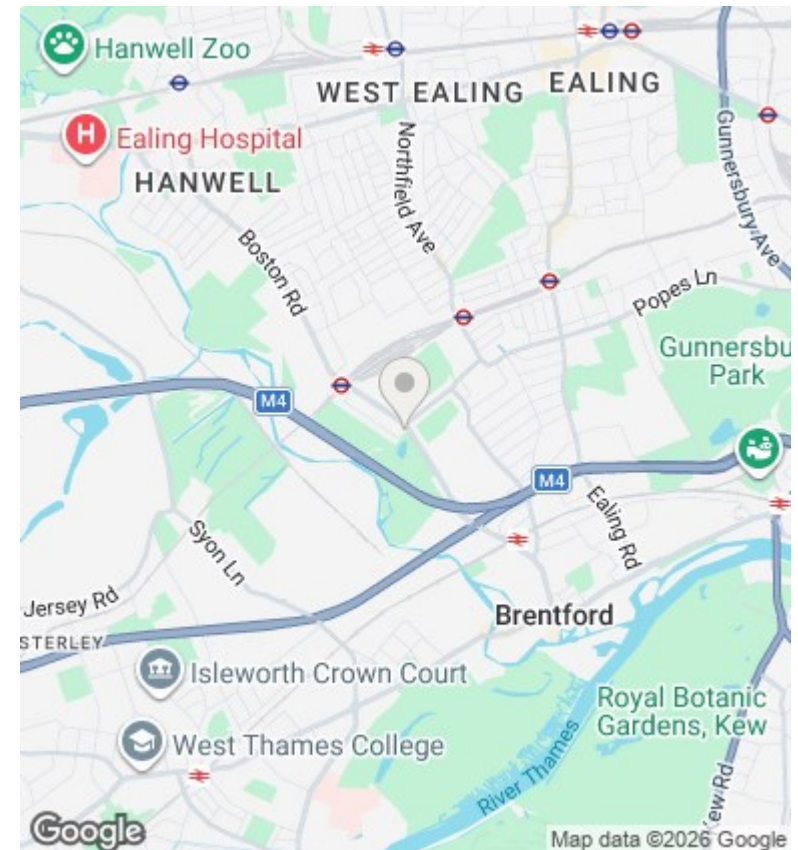 Hanwell Zoo
WEST EALING
EALING
H
Ealing Hospital
HANWELL
Northfield Ave
Gunnersbury Ave
Boston Rd
Popes Ln
Gunnersbu
Park
M4
M4
Ealing Rd
Syon Ln
Jersey Rd
STERLEY
Brentford
Isleworth Crown Court
Royal Botanic
Gardens, Kew
West Thames College
River Thames
Kew Rd
Google
Map data ©2026 Google